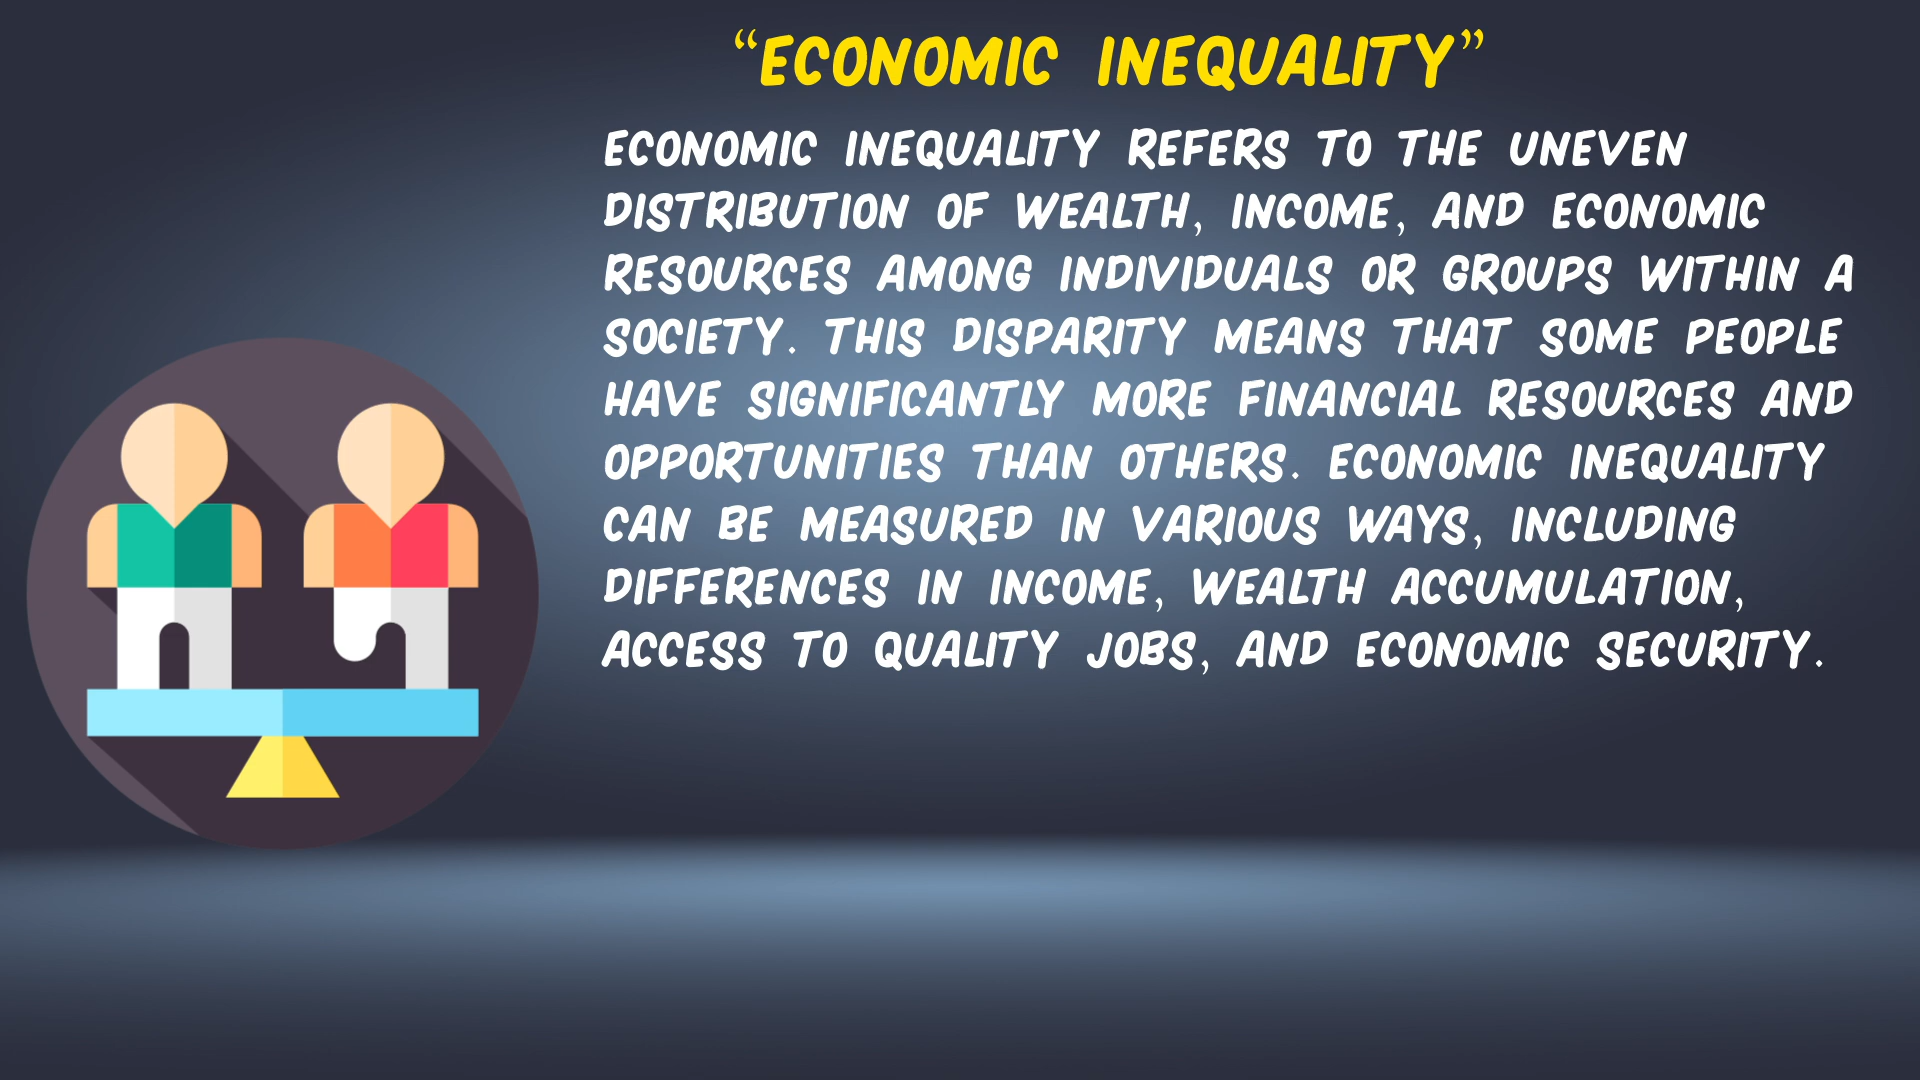 “ECONOMIC INEQUALITY”
ECONOMIC INEQUALITY REFERS TO THE UNEVEN
DISTRIBUTION OF WEALTH, INCOME, AND ECONOMIC
RESOURCES AMONG INDIVIDUALS OR GROUPS WITHIN A
SOCIETY. THIS DISPARITY MEANS THAT SOME PEOPLE
HAVE SIGNIFICANTLY MORE FINANCIAL RESOURCES AND
OPPORTUNITIES THAN OTHERS. ECONOMIC INEQUALITY
CAN BE MEASURED IN VARIOUS WAYS, INCLUDING
DIFFERENCES IN INCOME, WEALTH ACCUMULATION,
ACCESS TO QUALITY JOBS, AND ECONOMIC SECURITY.